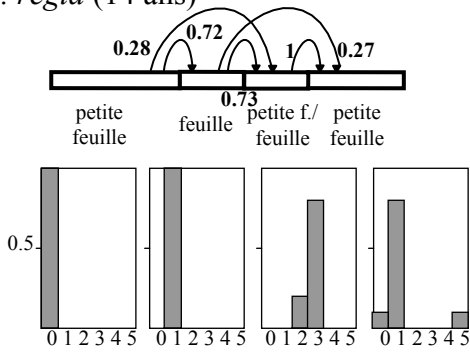 regia (14 ans)
0.28 0.72 1 0.27
0.73
petite feuille
feuille
petite f./ feuille
petite feuille
0.5
0 1 2 3 4 5 0 1 2 3 4 5 0 1 2 3 4 5 0 1 2 3 4 5